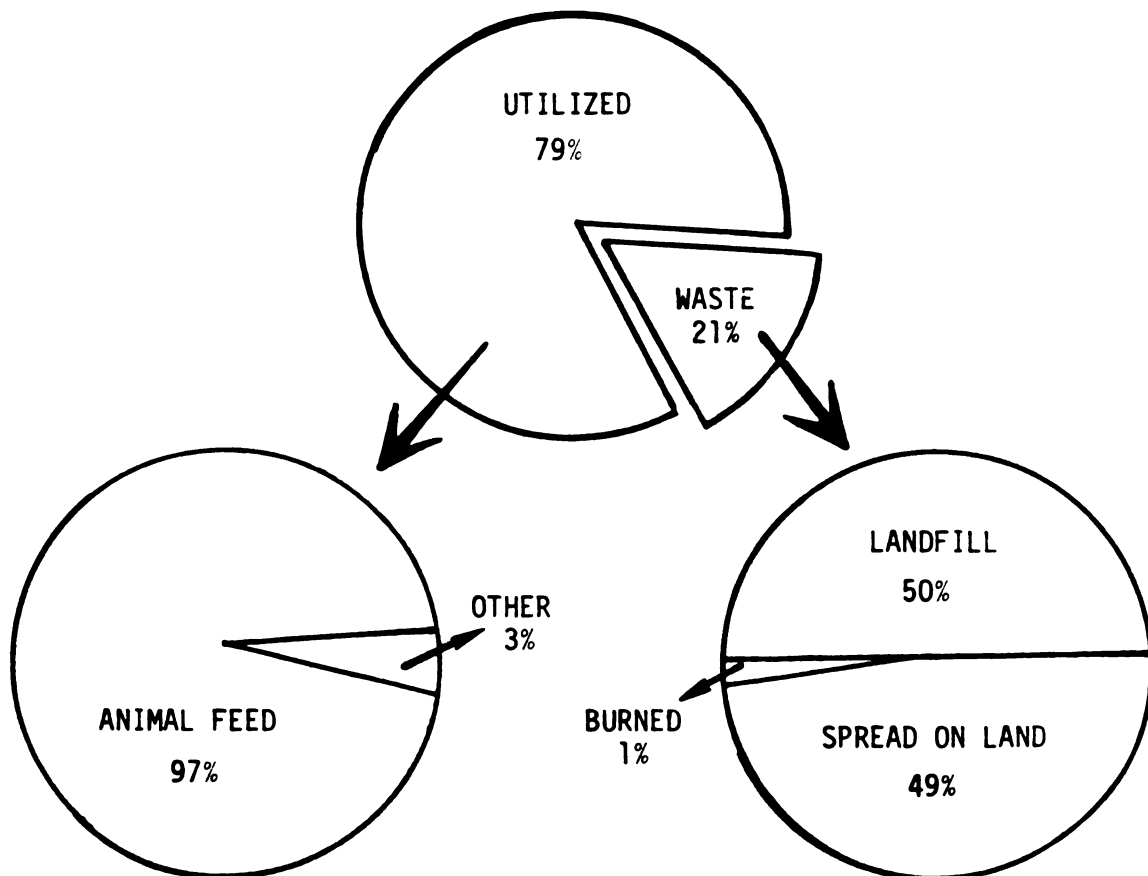 UTILIZED
79%
WASTE
21%
OTHER
3%
ANIMAL FEED
97%
LANDFILL
50%
BURNED
1%
SPREAD ON LAND
49%